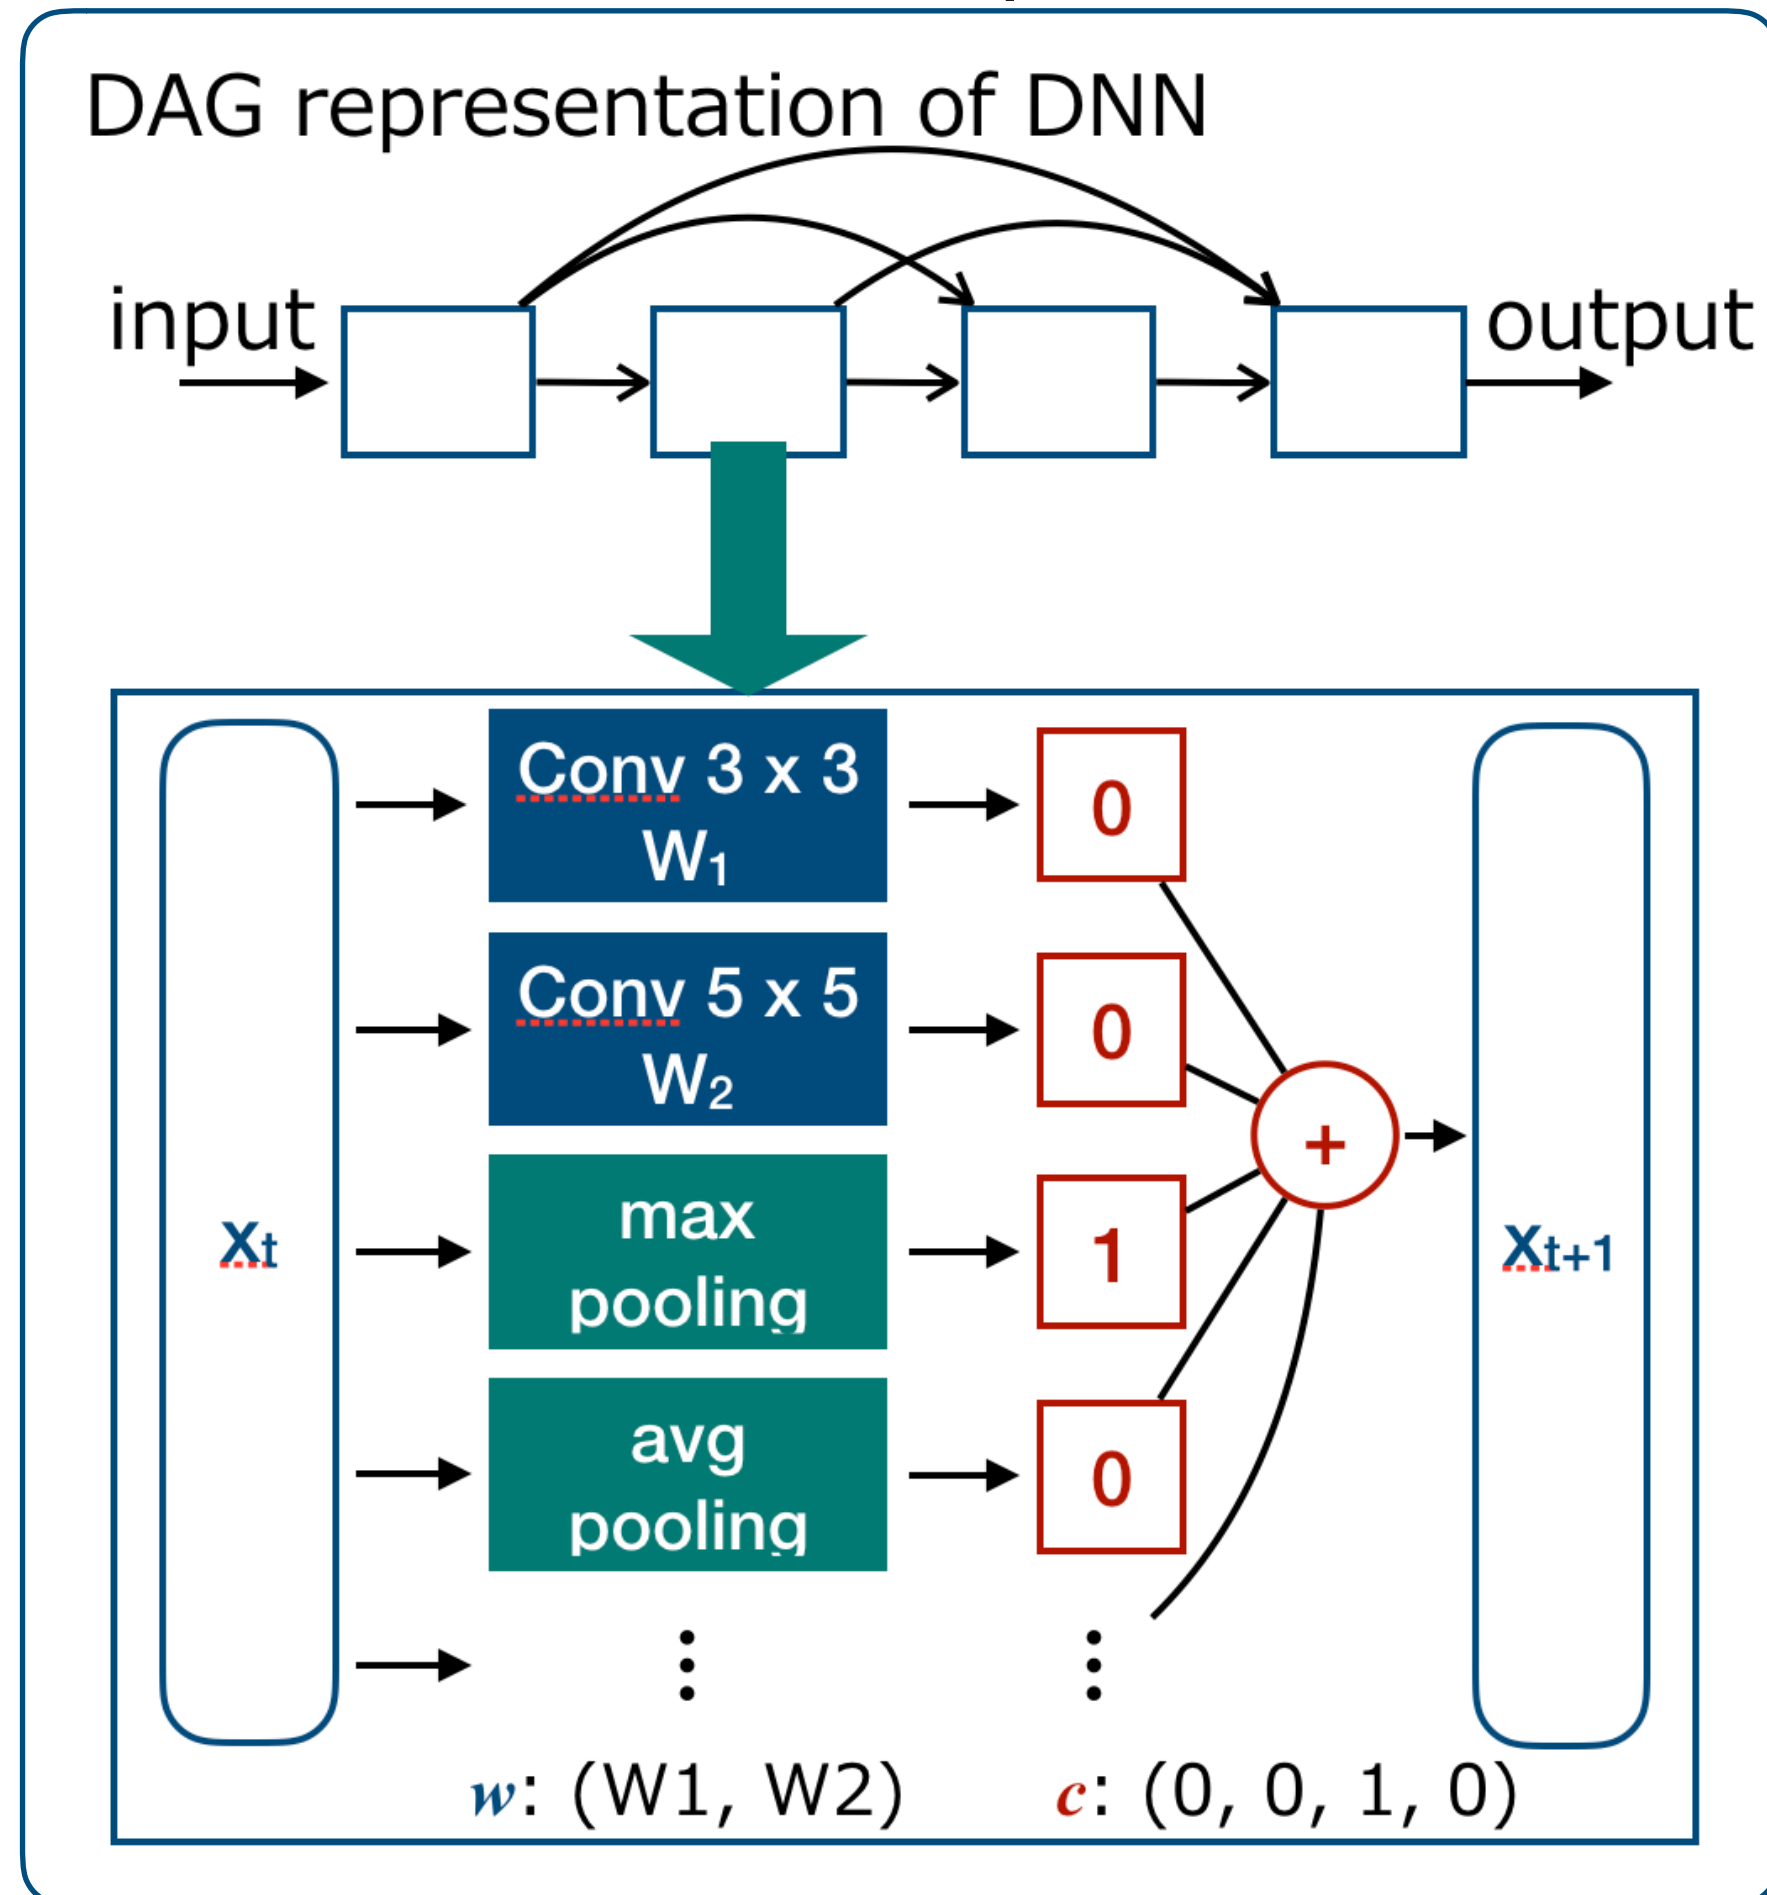 DAG representation of DNN
input
output
Conv 3 x 3
W₁
0
Conv 5 x 5
W₂
0
+
max
pooling
1
xₜ
xₜ₊₁
avg
pooling
0
w: (W1, W2)
c: (0, 0, 1, 0)